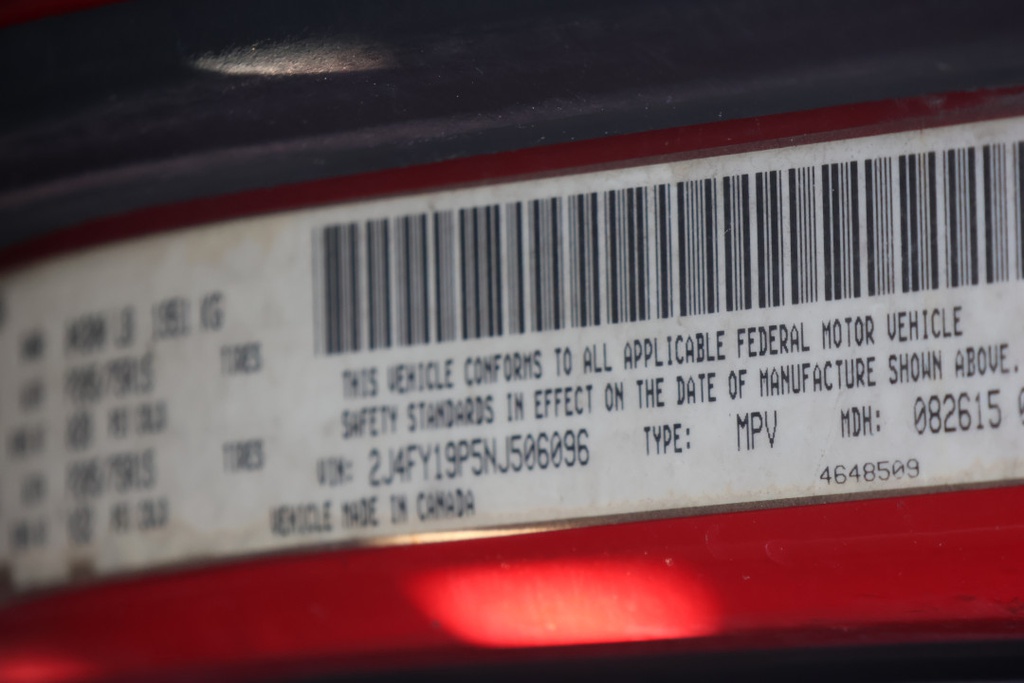 THIS VEHICLE CONFORMS TO ALL APPLICABLE FEDERAL MOTOR VEHICLE
SAFETY STANDARDS IN EFFECT ON THE DATE OF MANUFACTURE SHOWN ABOVE.
VIN: 2J4FY19P5NJ506096 TYPE: MPV MDH: 082615
4648509
VEHICLE MADE IN CANADA
TIRES
TIRES